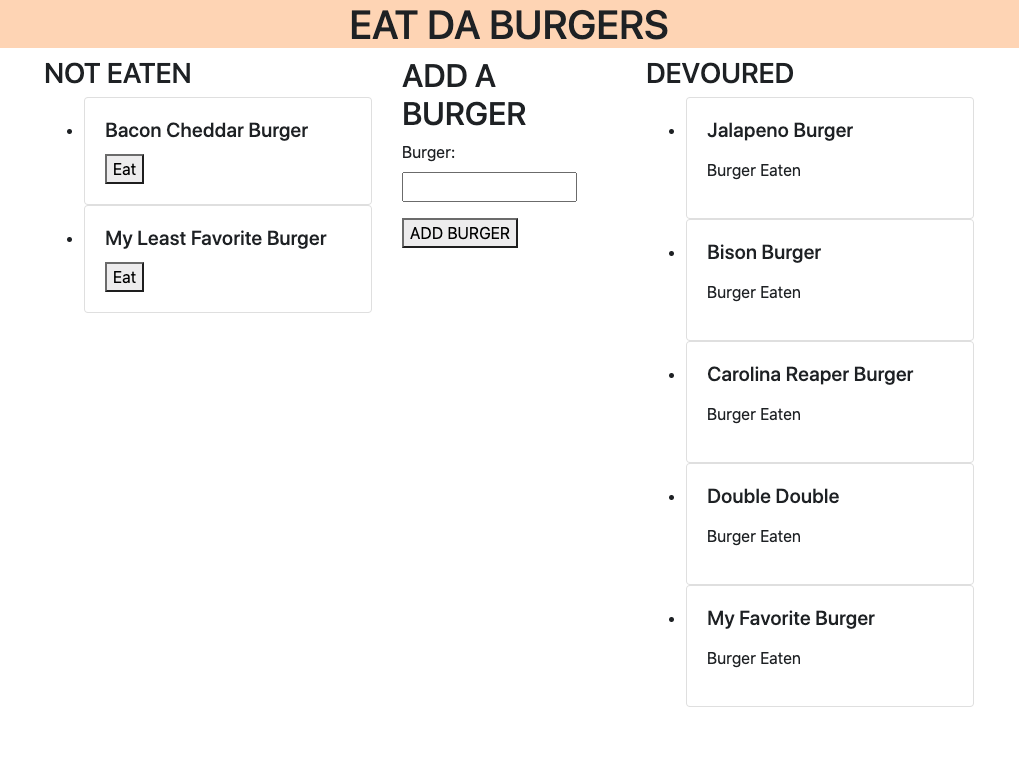 EAT DA BURGERS
NOT EATEN
Bacon Cheddar Burger
Eat
My Least Favorite Burger
Eat
ADD A
BURGER
Burger:
ADD BURGER
DEVOURED
Jalapeno Burger
Burger Eaten
Bison Burger
Burger Eaten
Carolina Reaper Burger
Burger Eaten
Double Double
Burger Eaten
My Favorite Burger
Burger Eaten